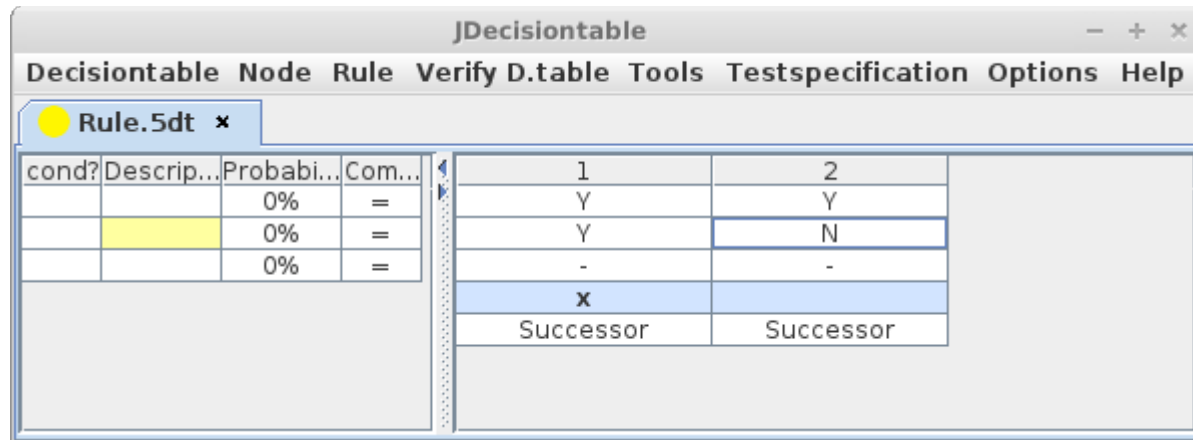 JDecisiontable
Decisiontable Node Rule Verify D.table Tools Testspecification Options Help
Rule.5dt
cond? Descrip... Probabi... Com... 1 2
0% = Y Y
0% = Y N
0% = - -
x
Successor Successor